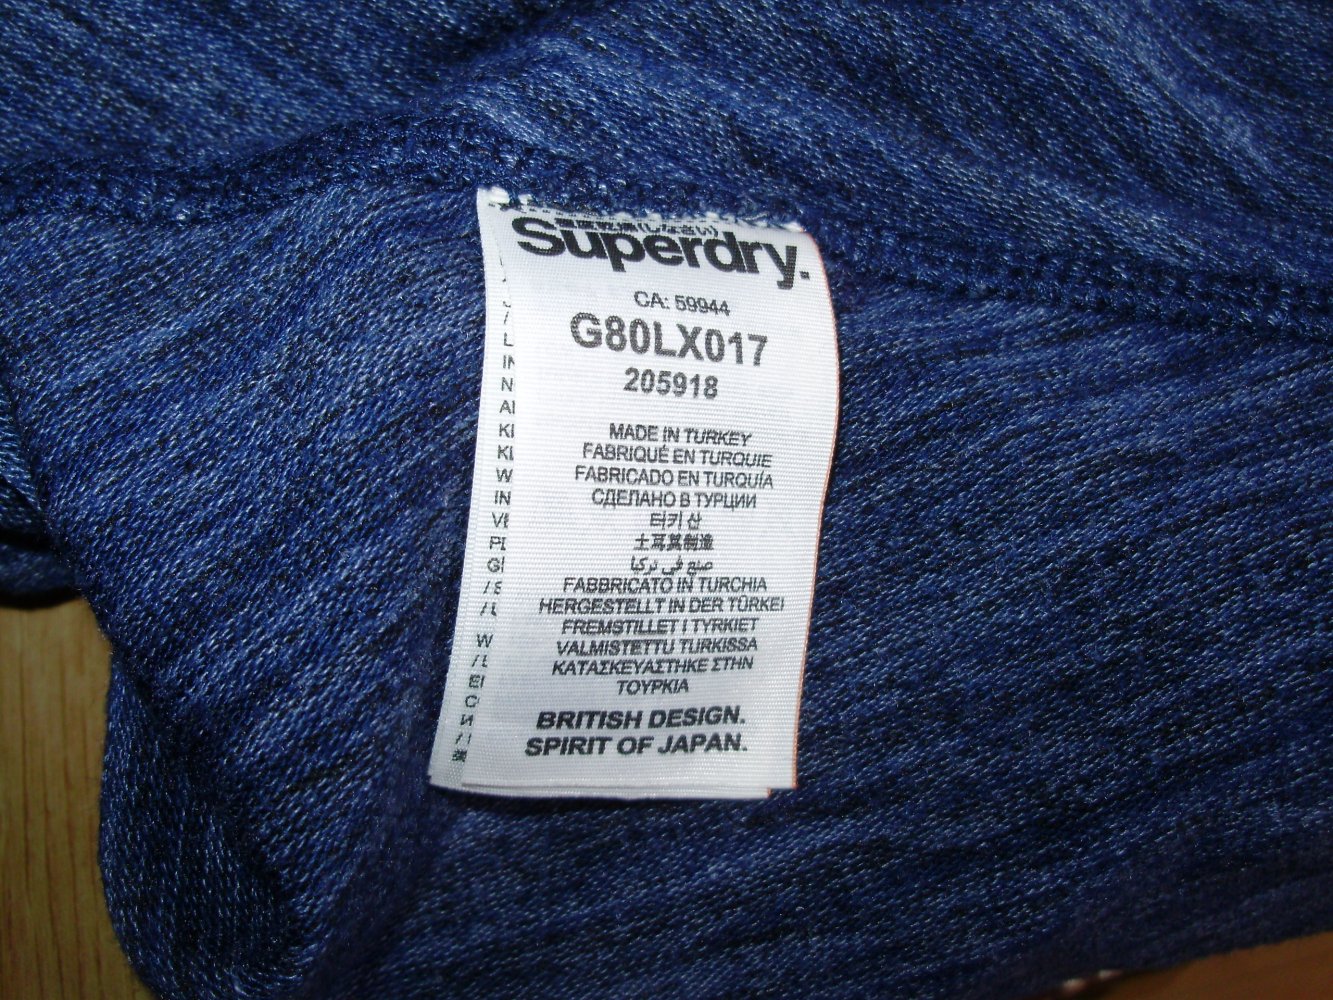 Superdry.
CA: 59944
G80LX017
205918
MADE IN TURKEY
FABRIQUÉ EN TURQUIE
FABRICADO EN TURQUÍA
СДЕЛАНО В ТУРЦИИ
터키 산
土耳其制造
صنع في تركيا
FABBRICATO IN TURCHIA
HERGESTELLT IN DER TÜRKEI
FREMSTILLET I TYRKIET
VALMISTETTU TURKISSA
ΚΑΤΑΣΚΕΥΑΣΤΗΚΕ ΣΤΗΝ
ΤΟΥΡΚΙΑ
BRITISH DESIGN.
SPIRIT OF JAPAN.